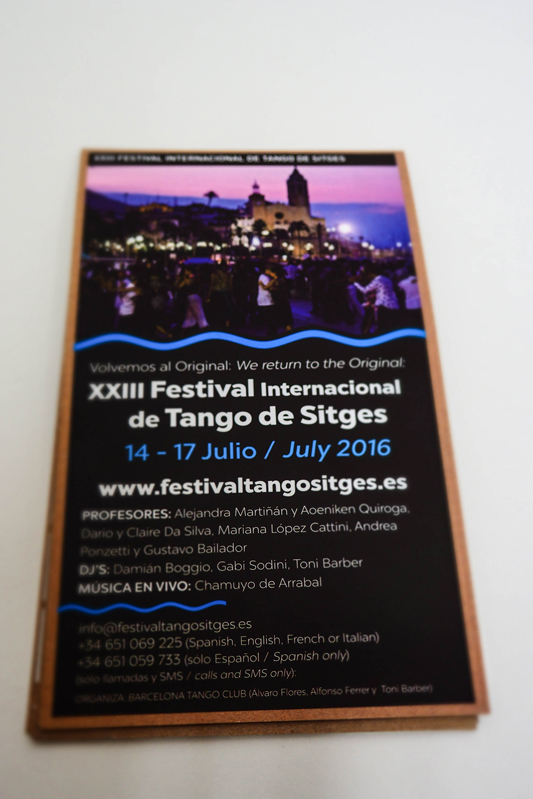 XXIII FESTIVAL INTERNACIONAL DE TANGO DE SITGES
Volvemos al Original: We return to the Original:
XXIII Festival Internacional
de Tango de Sitges
14 - 17 Julio / July 2016
www.festivaltangositges.es
PROFESORES: Alejandra Martiñán y Aoeniken Quiroga,
Dario y Claire Da Silva, Mariana López Cattini, Andrea
Ponzetti y Gustavo Bailador
DJ'S: Damián Boggio, Gabi Sodini, Toni Barber
MÚSICA EN VIVO: Chamuyo de Arrabal
info@festivaltangositges.es
+34 651 069 225 (Spanish, English, French or Italian)
+34 651 059 733 (solo Español / Spanish only)
(solo llamadas y SMS / calls and SMS only):
ORGANIZA: BARCELONA TANGO CLUB (Alvaro Flores, Alfonso Ferrer y Toni Barber)